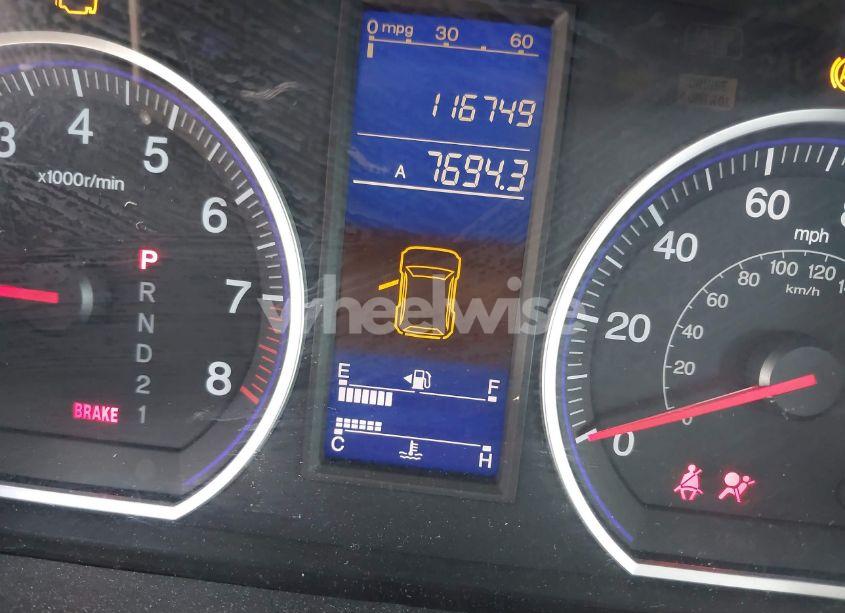 0 mpg 30 60
116749
A 7694.3
3 4 5 6 7 8
x1000r/min
P
R
N
D
2
1
BRAKE
wheelwise
E F
C H
0 20 40 60
mph
20 40 60 80 100 120
km/h